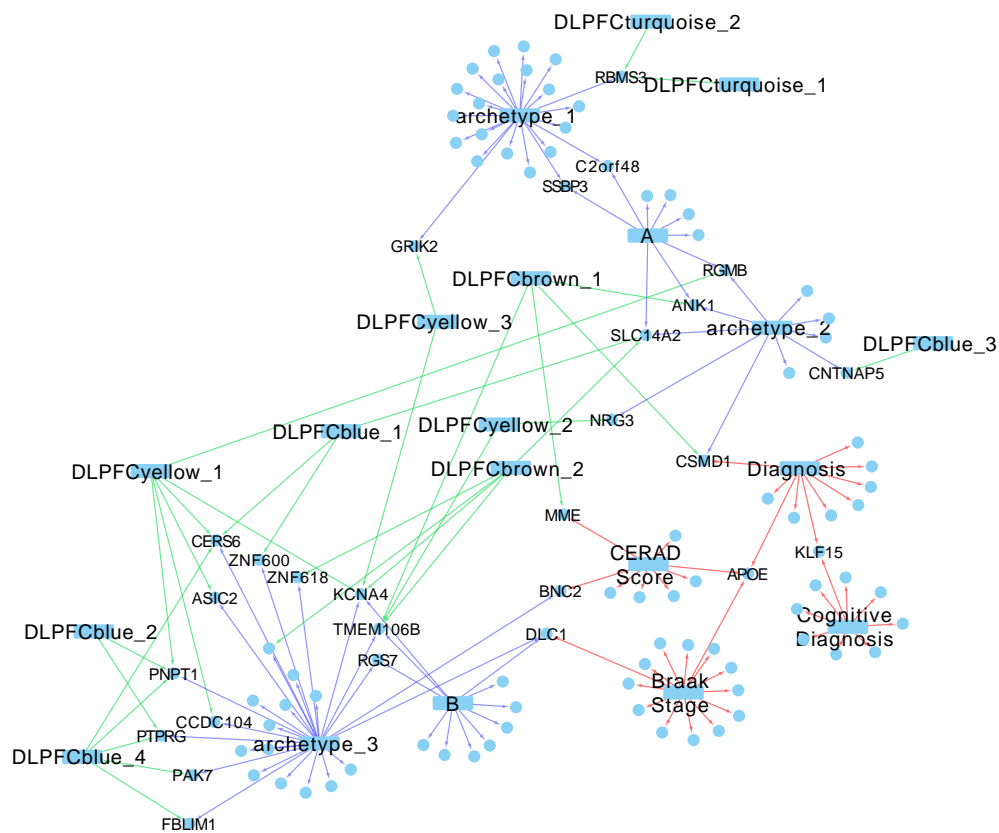 DLPFCturquoise_2
RBMS3
DLPFCturquoise_1
archetype_1
C2orf48
SSBP3
A
GRIK2
RGMB
DLPFCbrown_1
ANK1
DLPFCyellow_3
archetype_2
SLC14A2
DLPFCblue_3
CNTNAP5
NRG3
DLPFCyellow_2
DLPFCblue_1
CSMD1
Diagnosis
DLPFCbrown_2
DLPFCyellow_1
MME
CERS6
KLF15
CERAD
Score
ZNF600
ZNF618
APOE
KCNA4
BNC2
ASIC2
Cognitive
Diagnosis
TMEM106B
DLPFCblue_2
DLC1
RGS7
PNPT1
Braak
Stage
B
CCDC104
PTPRG
archetype_3
DLPFCblue_4
PAK7
FBLIM1